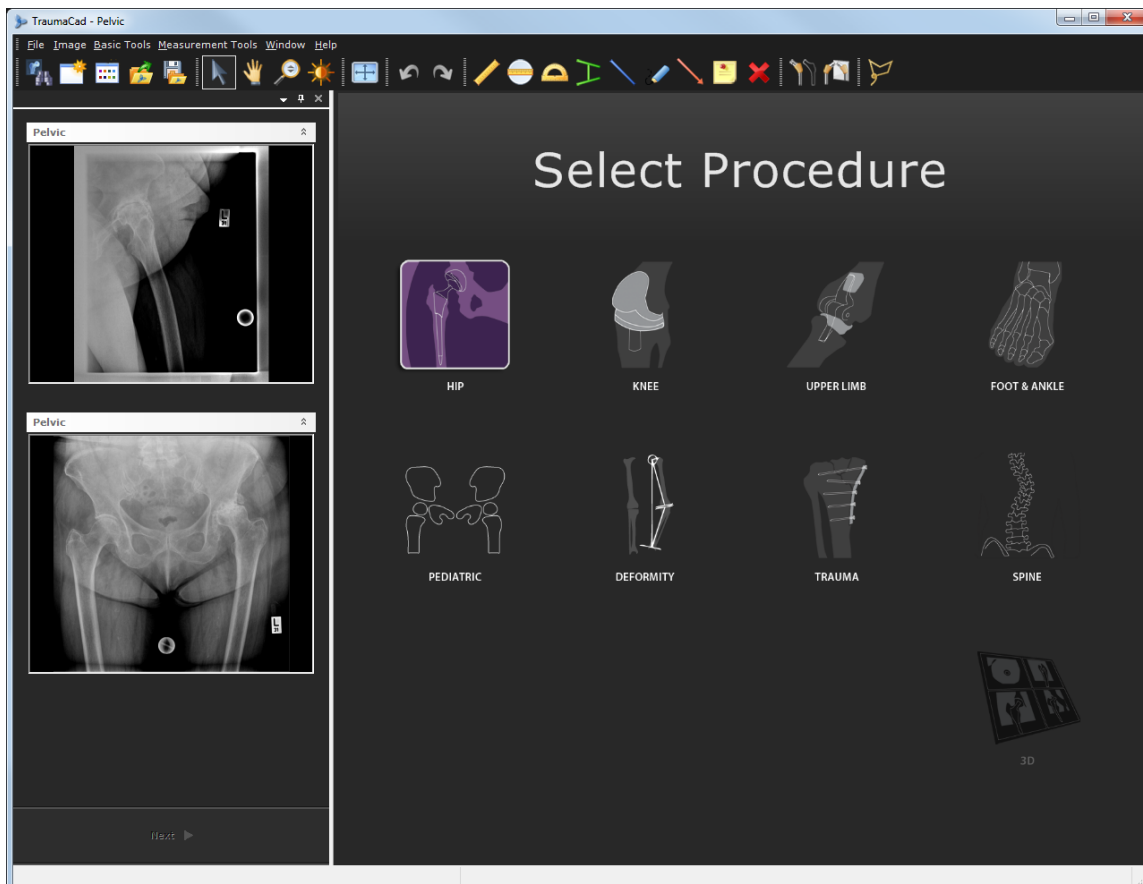 TraumaCad - Pelvic
File Image Basic Tools Measurement Tools Window Help
Pelvic
L
Pelvic
L
Next
Select Procedure
HIP KNEE UPPER LIMB FOOT & ANKLE
PEDIATRIC DEFORMITY TRAUMA SPINE
3D